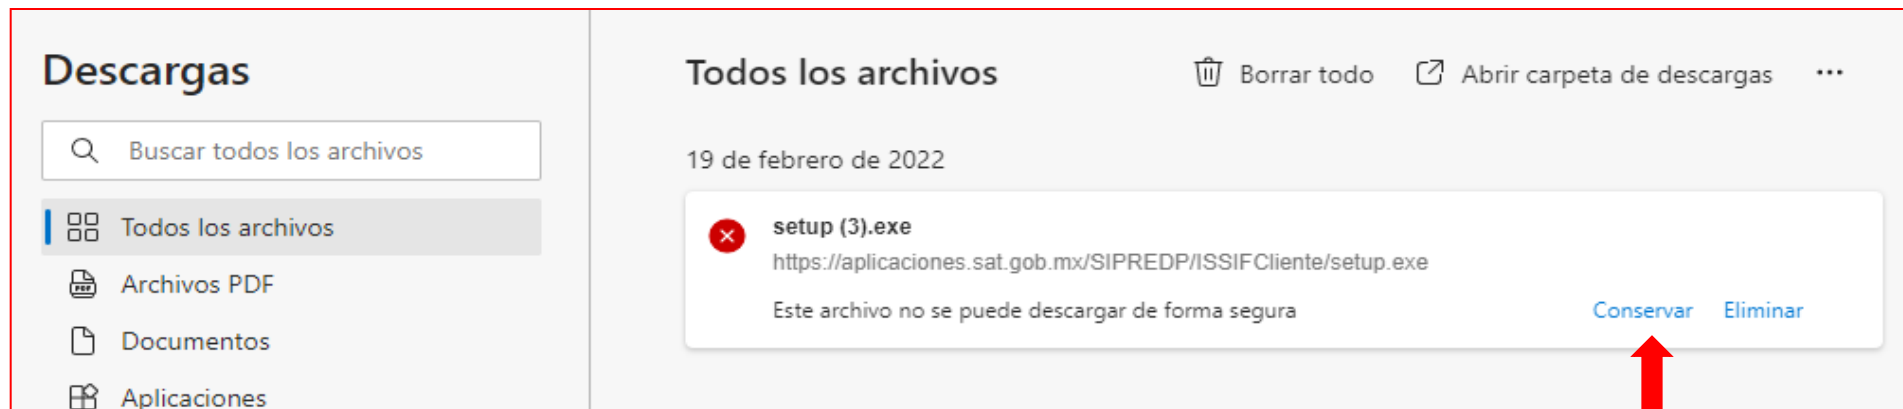 Descargas
Buscar todos los archivos
Todos los archivos
Archivos PDF
Documentos
Aplicaciones
Todos los archivos
Borrar todo
Abrir carpeta de descargas
19 de febrero de 2022
setup (3).exe
https://aplicaciones.sat.gob.mx/SIPREDP/ISSIFCliente/setup.exe
Este archivo no se puede descargar de forma segura
Conservar
Eliminar